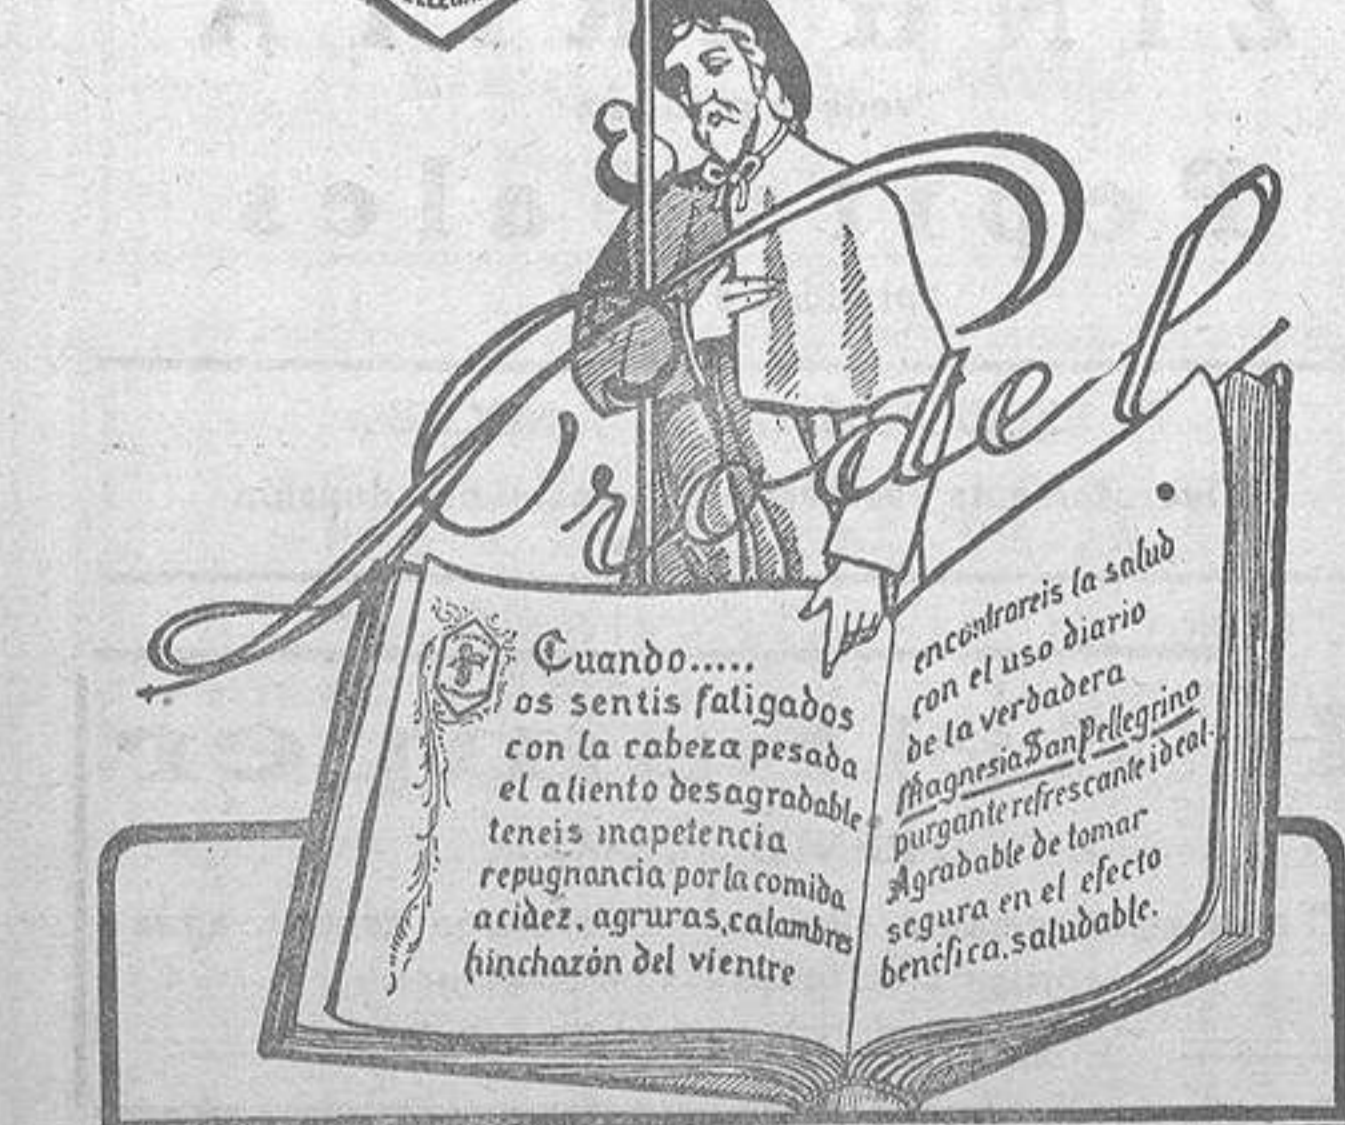 Prodel
Cuando.....
os sentis fatigados
con la cabeza pesada
el aliento desagradable
teneis inapetencia
repugnancia por la comida
acidez, agruras, calambres
hinchazón del vientre
encontrareis la salud
con el uso diario
de la verdadera
Magnesia San Pellegrino
purgante refrescante ideal.
Agradable de tomar
segura en el efecto
benéfica, saludable.